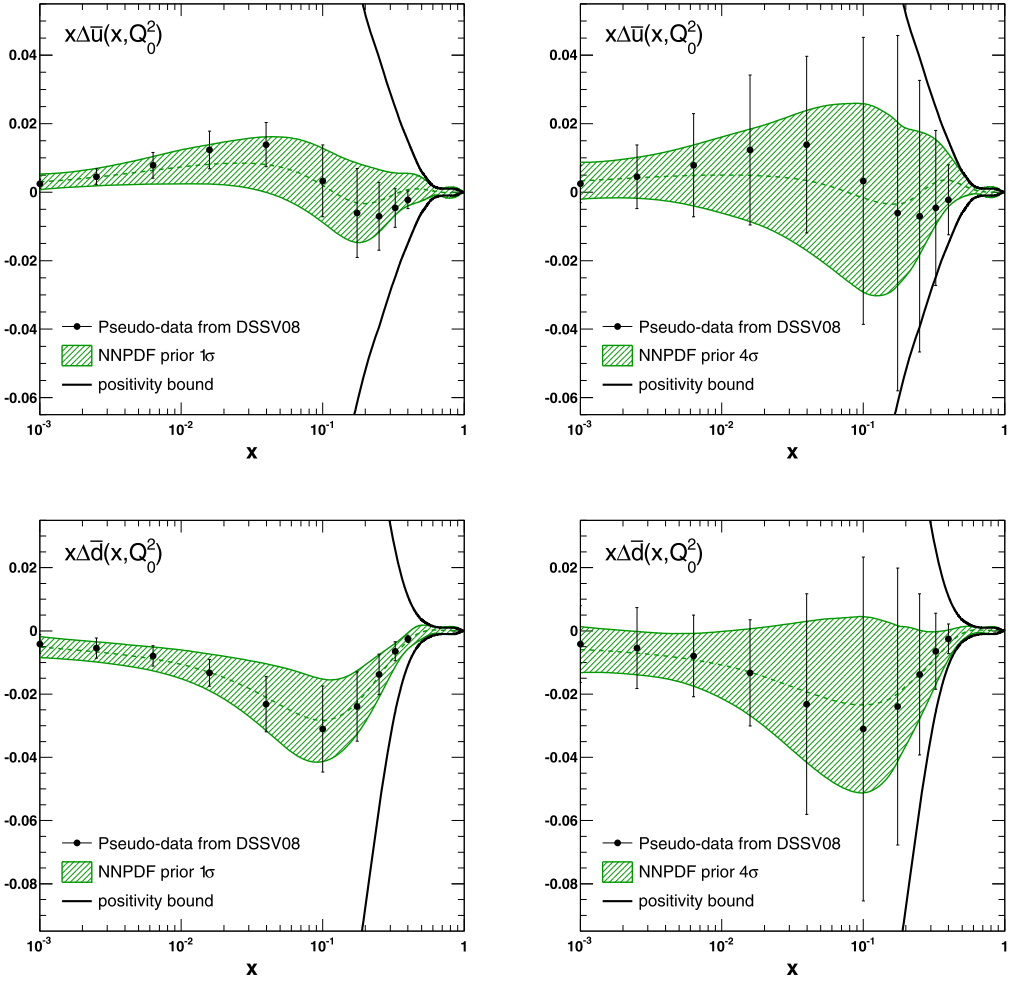 xΔū(x,Q₀²)
0.04
0.02
0
-0.02
-0.04
-0.06
Pseudo-data from DSSV08
NNPDF prior 1σ
positivity bound
10⁻³ 10⁻² 10⁻¹ 1
x
xΔū(x,Q₀²)
0.04
0.02
0
-0.02
-0.04
-0.06
Pseudo-data from DSSV08
NNPDF prior 4σ
positivity bound
10⁻³ 10⁻² 10⁻¹ 1
x
xΔd̄(x,Q₀²)
0.02
0
-0.02
-0.04
-0.06
-0.08
Pseudo-data from DSSV08
NNPDF prior 1σ
positivity bound
10⁻³ 10⁻² 10⁻¹ 1
x
xΔd̄(x,Q₀²)
0.02
0
-0.02
-0.04
-0.06
-0.08
Pseudo-data from DSSV08
NNPDF prior 4σ
positivity bound
10⁻³ 10⁻² 10⁻¹ 1
x